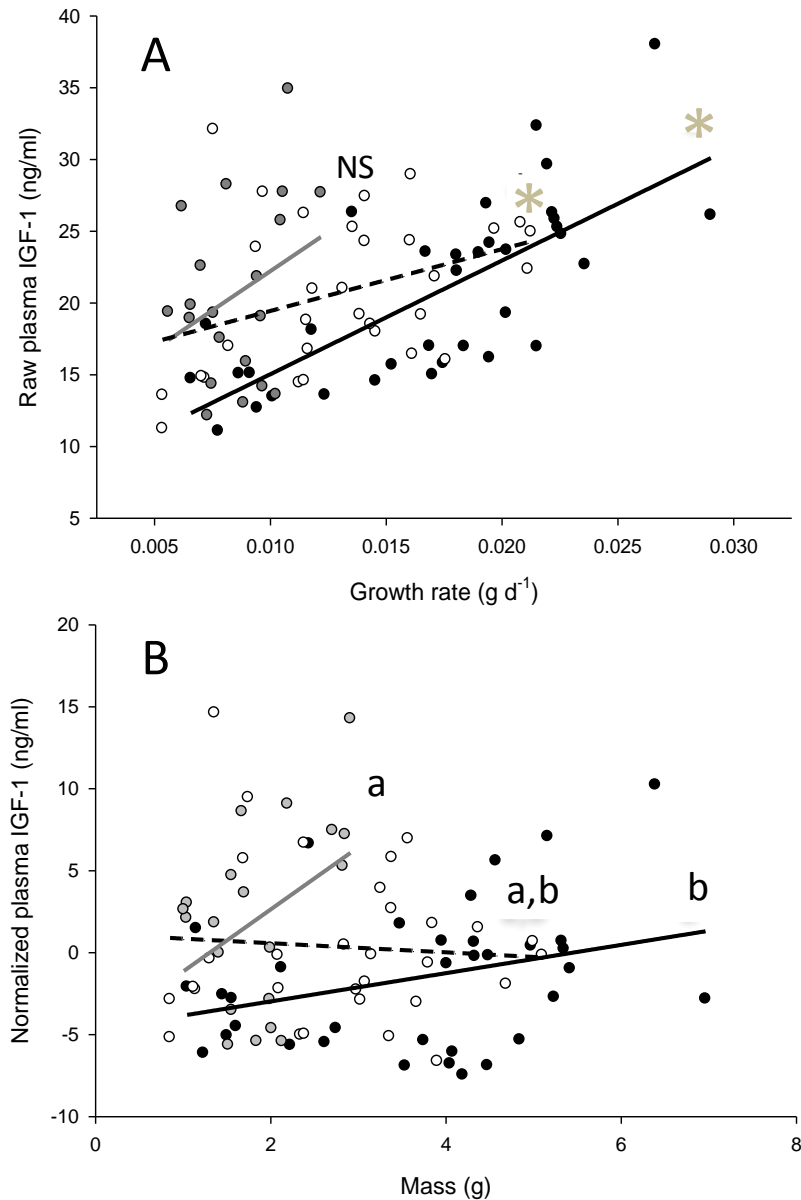 A
NS
*
*
Raw plasma IGF-1 (ng/ml)
40
35
30
25
20
15
10
5
0.005 0.010 0.015 0.020 0.025 0.030
Growth rate (g d-1)
B
a
a,b
b
Normalized plasma IGF-1 (ng/ml)
20
15
10
5
0
-5
-10
0 2 4 6 8
Mass (g)